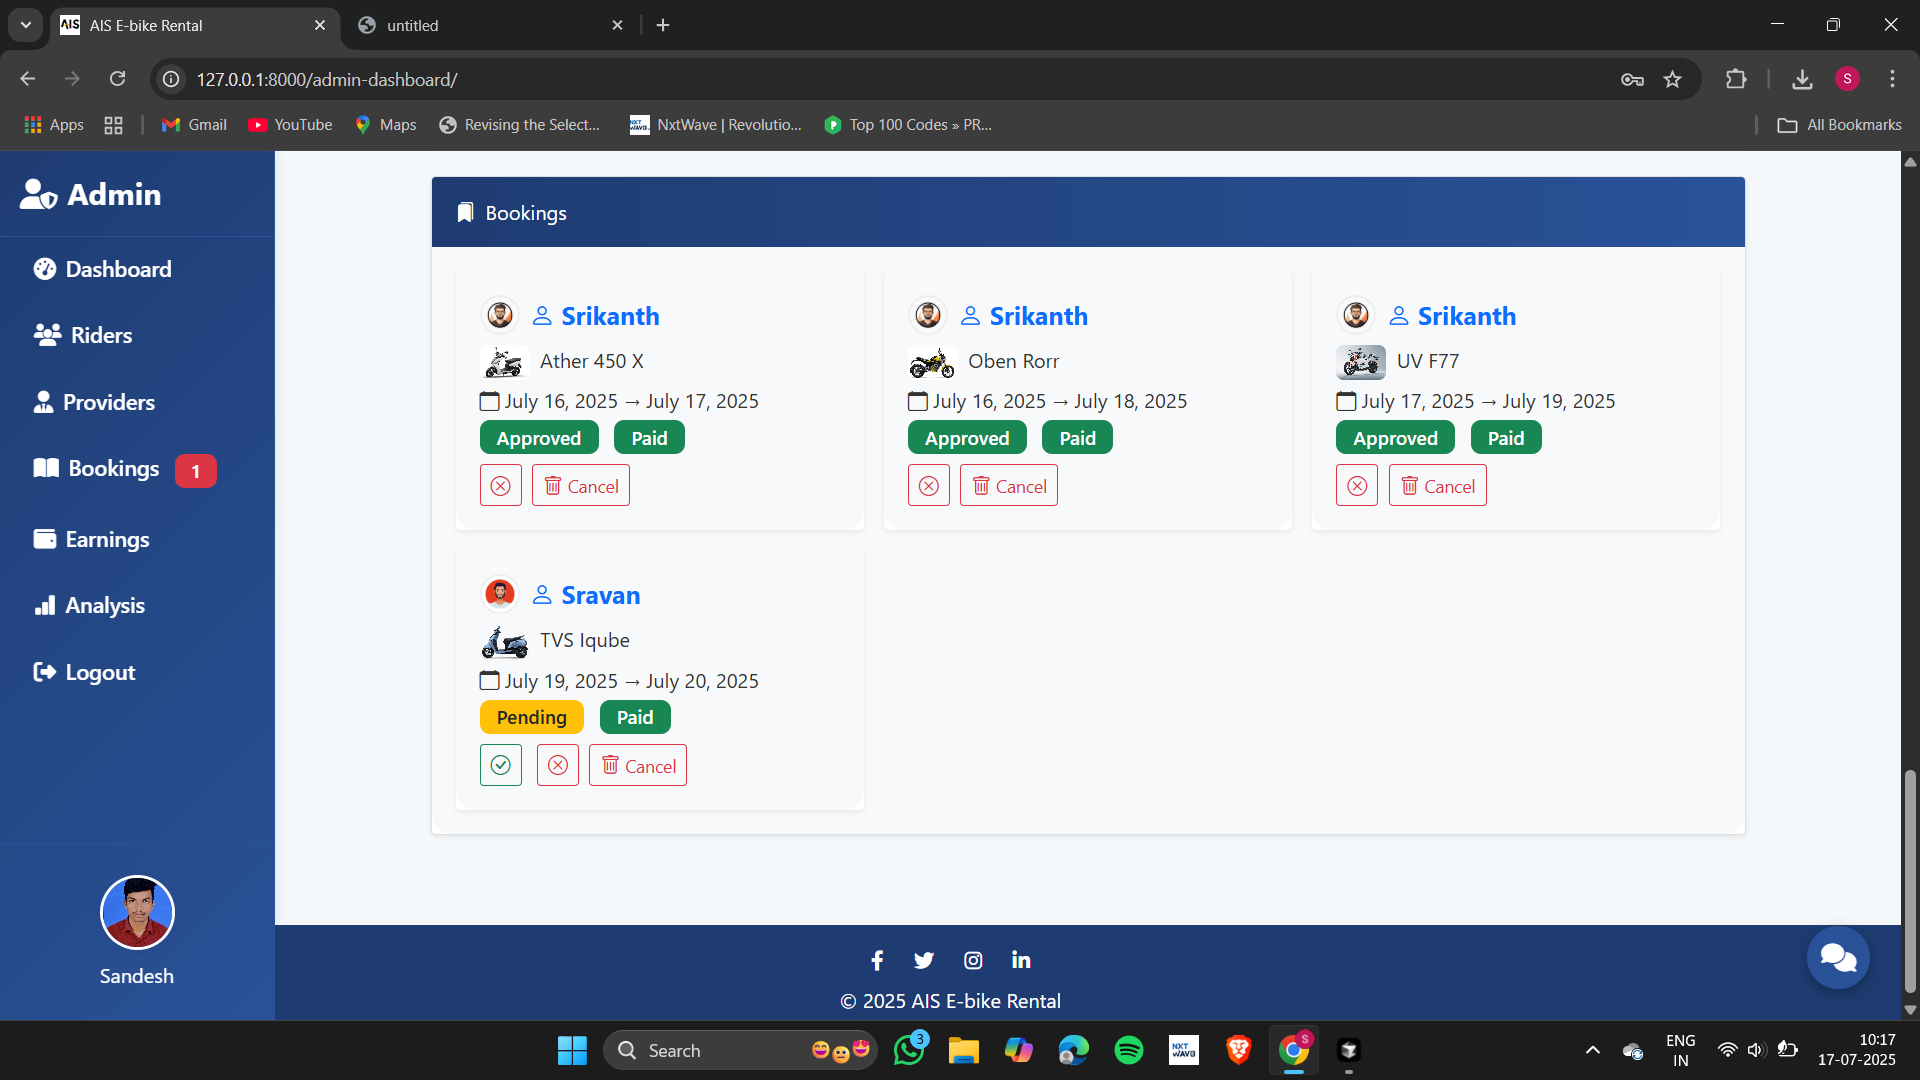 AIS AIS E-bike Rental
untitled
127.0.0.1:8000/admin-dashboard/
S
Apps
Gmail
YouTube
Maps
Revising the Select...
NXT WAVE NxtWave | Revolutio...
Top 100 Codes » PR...
All Bookmarks
Admin
Dashboard
Riders
Providers
Bookings 1
Earnings
Analysis
Logout
Sandesh
Bookings
Srikanth
Ather 450 X
July 16, 2025 → July 17, 2025
Approved Paid
Cancel
Srikanth
Oben Rorr
July 16, 2025 → July 18, 2025
Approved Paid
Cancel
Srikanth
UV F77
July 17, 2025 → July 19, 2025
Approved Paid
Cancel
Sravan
TVS Iqube
July 19, 2025 → July 20, 2025
Pending Paid
Cancel
© 2025 AIS E-bike Rental
Search
3
NXT WAVE
S
ENG
IN
10:17
17-07-2025